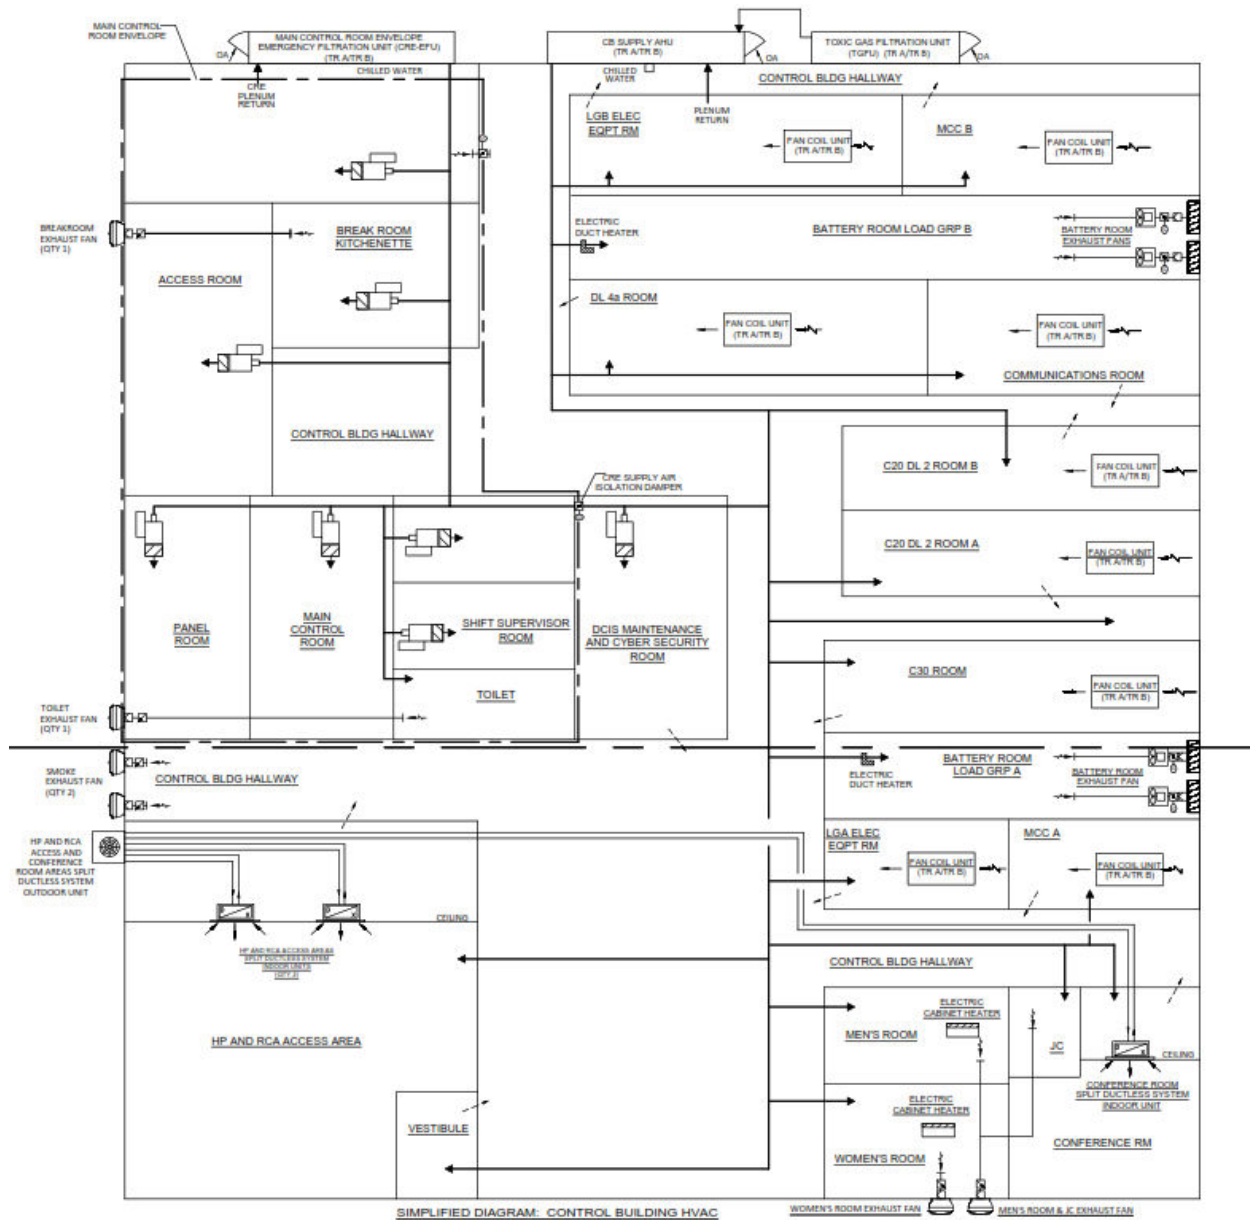 MAIN CONTROL
ROOM ENVELOPE
OA
MAIN CONTROL ROOM ENVELOPE
EMERGENCY FILTRATION UNIT (CRE-EFU)
(TR A/TR B)
CB SUPPLY AHU
(TR A/TR B)
OA
TOXIC GAS FILTRATION UNIT
(TGFU) (TR A/TR B)
OA
CHILLED WATER
CRE
PLENUM
RETURN
CHILLED
WATER
PLENUM
RETURN
CONTROL BLDG HALLWAY
LGB ELEC
EQPT RM
FAN COIL UNIT
(TR A/TR B)
MCC B
FAN COIL UNIT
(TR A/TR B)
BREAKROOM
EXHAUST FAN
(QTY 1)
BREAK ROOM
KITCHENETTE
ELECTRIC
DUCT HEATER
BATTERY ROOM LOAD GRP B
BATTERY ROOM
EXHAUST FANS
ACCESS ROOM
DL 4a ROOM
FAN COIL UNIT
(TR A/TR B)
FAN COIL UNIT
(TR A/TR B)
COMMUNICATIONS ROOM
CONTROL BLDG HALLWAY
CRE SUPPLY AIR
ISOLATION DAMPER
C20 DL 2 ROOM B
FAN COIL UNIT
(TR A/TR B)
C20 DL 2 ROOM A
FAN COIL UNIT
(TR A/TR B)
PANEL
ROOM
MAIN
CONTROL
ROOM
SHIFT SUPERVISOR
ROOM
DCIS MAINTENANCE
AND CYBER SECURITY
ROOM
TOILET
C30 ROOM
FAN COIL UNIT
(TR A/TR B)
TOILET
EXHAUST FAN
(QTY 1)
SMOKE
EXHAUST FAN
(QTY 2)
CONTROL BLDG HALLWAY
ELECTRIC
DUCT HEATER
BATTERY ROOM
LOAD GRP A
BATTERY ROOM
EXHAUST FAN
HP AND RCA
ACCESS AND
CONFERENCE
ROOM AREAS SPLIT
DUCTLESS SYSTEM
OUTDOOR UNIT
LGA ELEC
EQPT RM
FAN COIL UNIT
(TR A/TR B)
MCC A
FAN COIL UNIT
(TR A/TR B)
CEILING
HP AND RCA ACCESS AREAS
SPLIT DUCTLESS SYSTEM
INDOOR UNITS
(QTY 2)
CONTROL BLDG HALLWAY
HP AND RCA ACCESS AREA
MEN'S ROOM
ELECTRIC
CABINET HEATER
JC
CEILING
CONFERENCE ROOM
SPLIT DUCTLESS SYSTEM
INDOOR UNIT
VESTIBULE
ELECTRIC
CABINET HEATER
WOMEN'S ROOM
CONFERENCE RM
WOMEN'S ROOM EXHAUST FAN
MEN'S ROOM & JC EXHAUST FAN
SIMPLIFIED DIAGRAM: CONTROL BUILDING HVAC